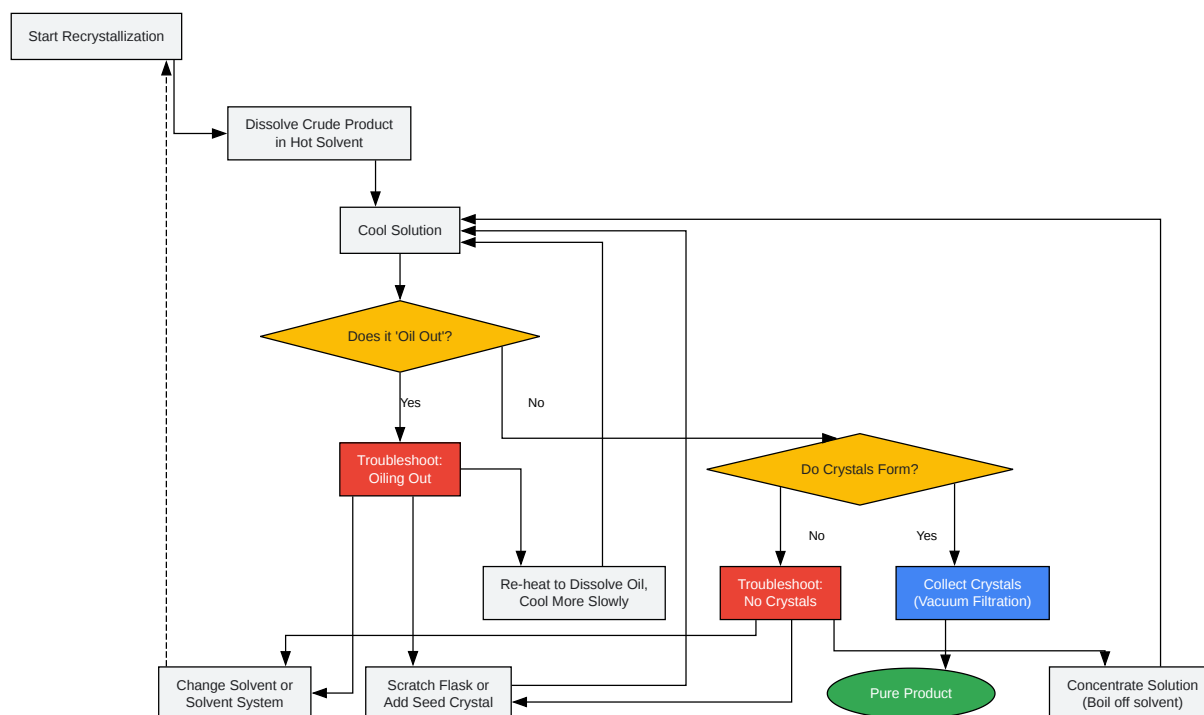 Start Recrystallization
Dissolve Crude Product
in Hot Solvent
Cool Solution
Does it 'Oil Out'?
Yes
No
Troubleshoot:
Oiling Out
Do Crystals Form?
No
Yes
Re-heat to Dissolve Oil,
Cool More Slowly
Troubleshoot:
No Crystals
Collect Crystals
(Vacuum Filtration)
Change Solvent or
Solvent System
Scratch Flask or
Add Seed Crystal
Pure Product
Concentrate Solution
(Boil off solvent)